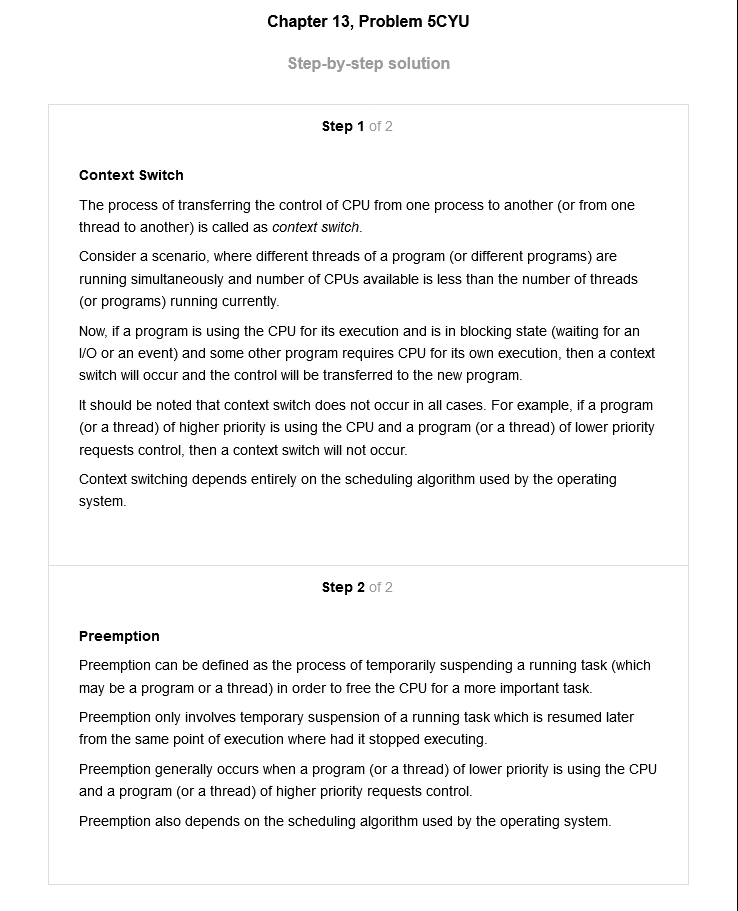 Chapter 13, Problem 5CYU
Step-by-step solution
Step 1 of 2
Context Switch
The process of transferring the control of CPU from one process to another (or from one
thread to another) is called as context switch.
Consider a scenario, where different threads of a program (or different programs) are
running simultaneously and number of CPUs available is less than the number of threads
(or programs) running currently.
Now, if a program is using the CPU for its execution and is in blocking state (waiting for an
I/O or an event) and some other program requires CPU for its own execution, then a context
switch will occur and the control will be transferred to the new program.
It should be noted that context switch does not occur in all cases. For example, if a program
(or a thread) of higher priority is using the CPU and a program (or a thread) of lower priority
requests control, then a context switch will not occur.
Context switching depends entirely on the scheduling algorithm used by the operating
system.
Step 2 of 2
Preemption
Preemption can be defined as the process of temporarily suspending a running task (which
may be a program or a thread) in order to free the CPU for a more important task.
Preemption only involves temporary suspension of a running task which is resumed later
from the same point of execution where had it stopped executing.
Preemption generally occurs when a program (or a thread) of lower priority is using the CPU
and a program (or a thread) of higher priority requests control.
Preemption also depends on the scheduling algorithm used by the operating system.